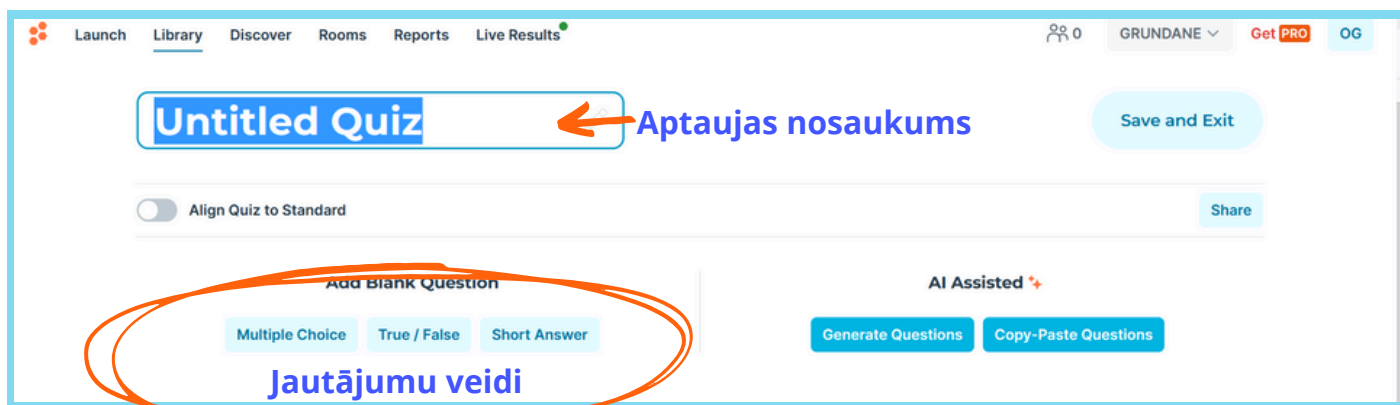 Launch Library Discover Rooms Reports Live Results 0 GRUNDANE Get PRO OG
Untitled Quiz Aptaujas nosaukums Save and Exit
Align Quiz to Standard Share
Add Blank Question AI Assisted
Multiple Choice True / False Short Answer Generate Questions Copy-Paste Questions
Jautājumu veidi